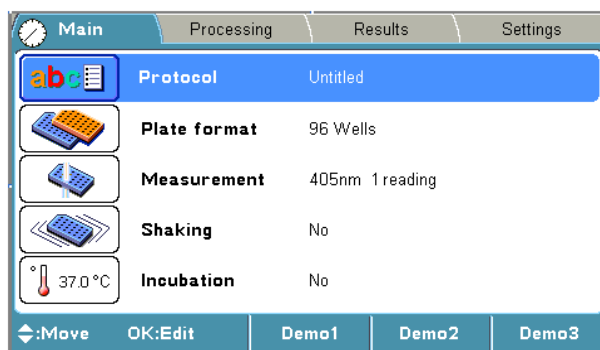 Main Processing Results Settings
abc Protocol Untitled
Plate format 96 Wells
Measurement 405nm 1 reading
Shaking No
37.0°C Incubation No
:Move OK:Edit Demo1 Demo2 Demo3